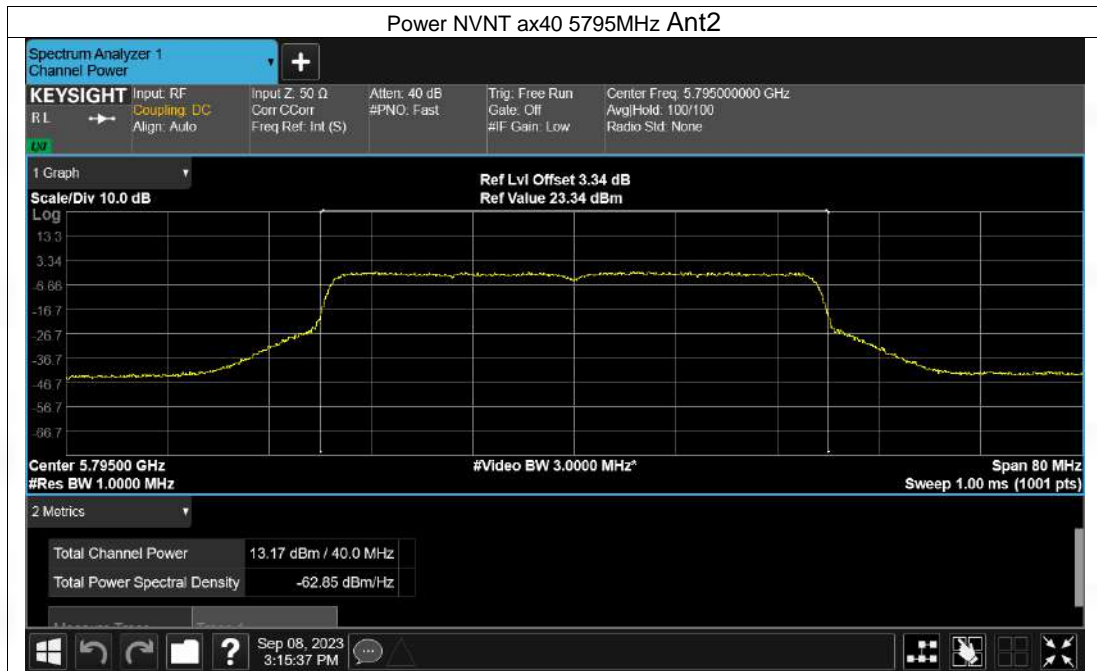 Power NVNT ax40 5795MHz Ant2
Spectrum Analyzer 1
Channel Power
KEYSIGHT
R L
LXI
Input: RF
Coupling: DC
Align: Auto
Input Z: 50 Ω
Corr CCorr
Freq Ref: Int (S)
Atten: 40 dB
#PNO: Fast
Trig: Free Run
Gate: Off
#IF Gain: Low
Center Freq: 5.795000000 GHz
Avg|Hold: 100/100
Radio Std: None
1 Graph
Scale/Div 10.0 dB
Ref Lvl Offset 3.34 dB
Ref Value 23.34 dBm
Log
13.3
3.34
-6.66
-16.7
-26.7
-36.7
-46.7
-56.7
-66.7
Center 5.79500 GHz
#Res BW 1.0000 MHz
#Video BW 3.0000 MHz*
Span 80 MHz
Sweep 1.00 ms (1001 pts)
2 Metrics
Total Channel Power 13.17 dBm / 40.0 MHz
Total Power Spectral Density -62.85 dBm/Hz
?
Sep 08, 2023
3:15:37 PM